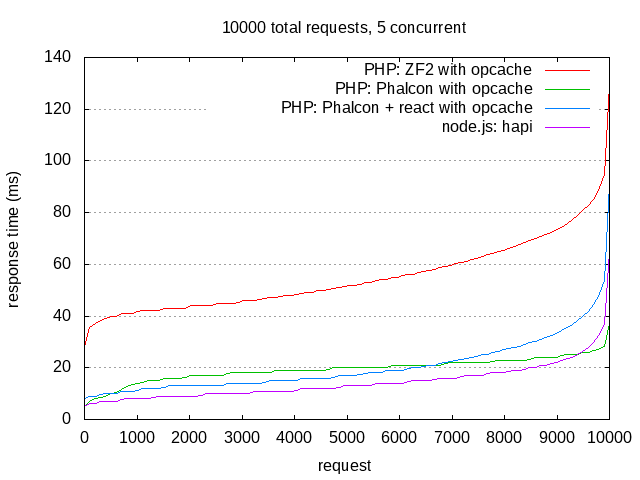 10000 total requests, 5 concurrent
140
PHP: ZF2 with opcache
PHP: Phalcon with opcache
120
PHP: Phalcon + react with opcache
node.js: hapi
100
80
response time (ms)
60
40
20
0
0 1000 2000 3000 4000 5000 6000 7000 8000 9000 10000
request